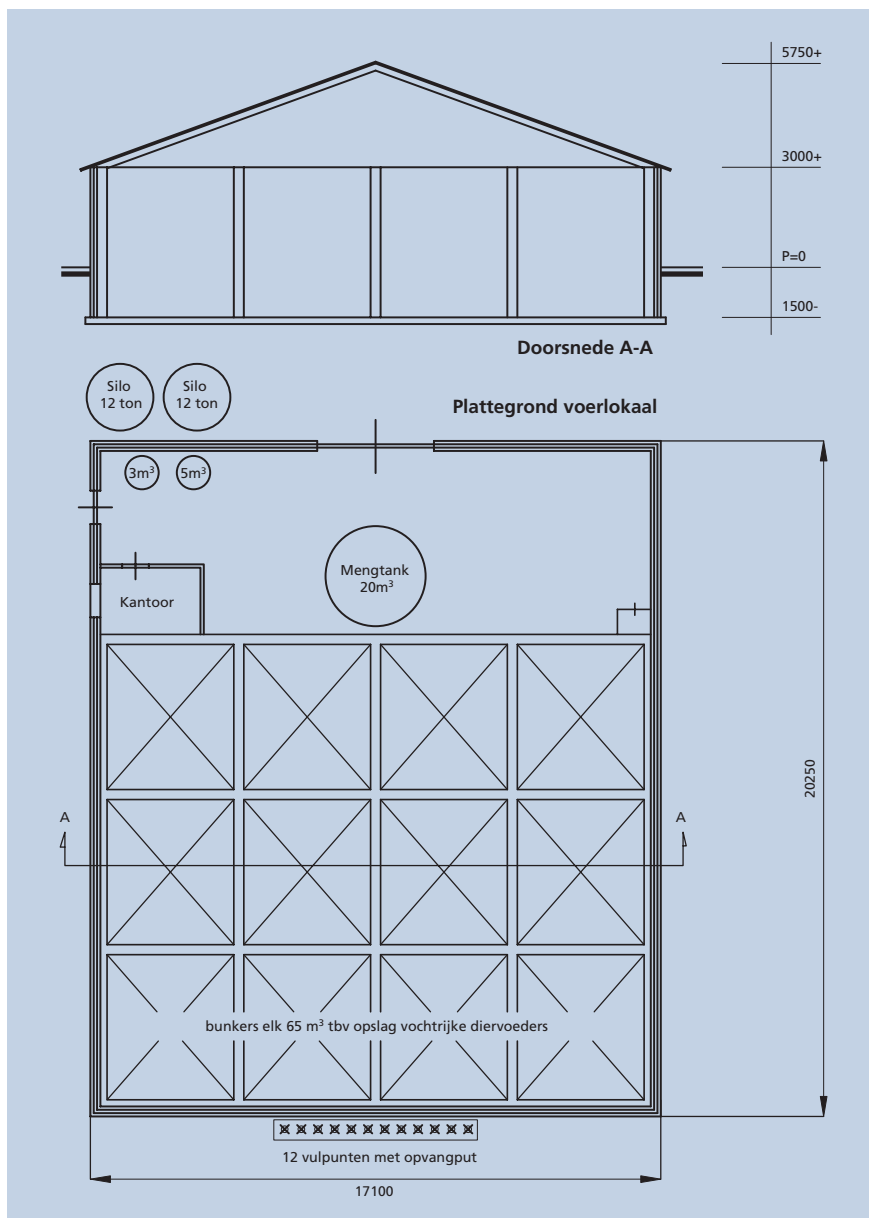 5750+
3000+
P=0
1500-
Doorsnede A-A
Silo
12 ton
Silo
12 ton
Plattegrond voerlokaal
3m³
5m³
Mengtank
20m³
Kantoor
20250
A
A
bunkers elk 65 m³ tbv opslag vochtrijke diervoeders
12 vulpunten met opvangput
17100